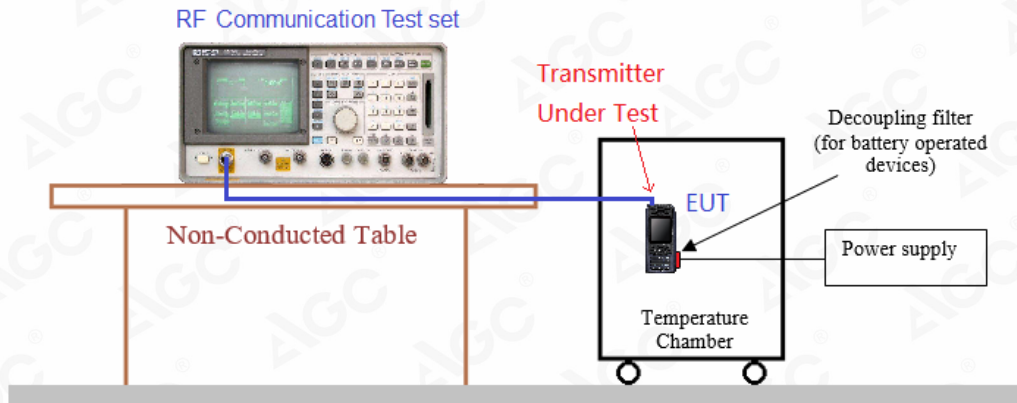 RF Communication Test set
Transmitter
Under Test
Decoupling filter
(for battery operated
devices)
EUT
Non-Conducted Table
Power supply
Temperature
Chamber
AGC